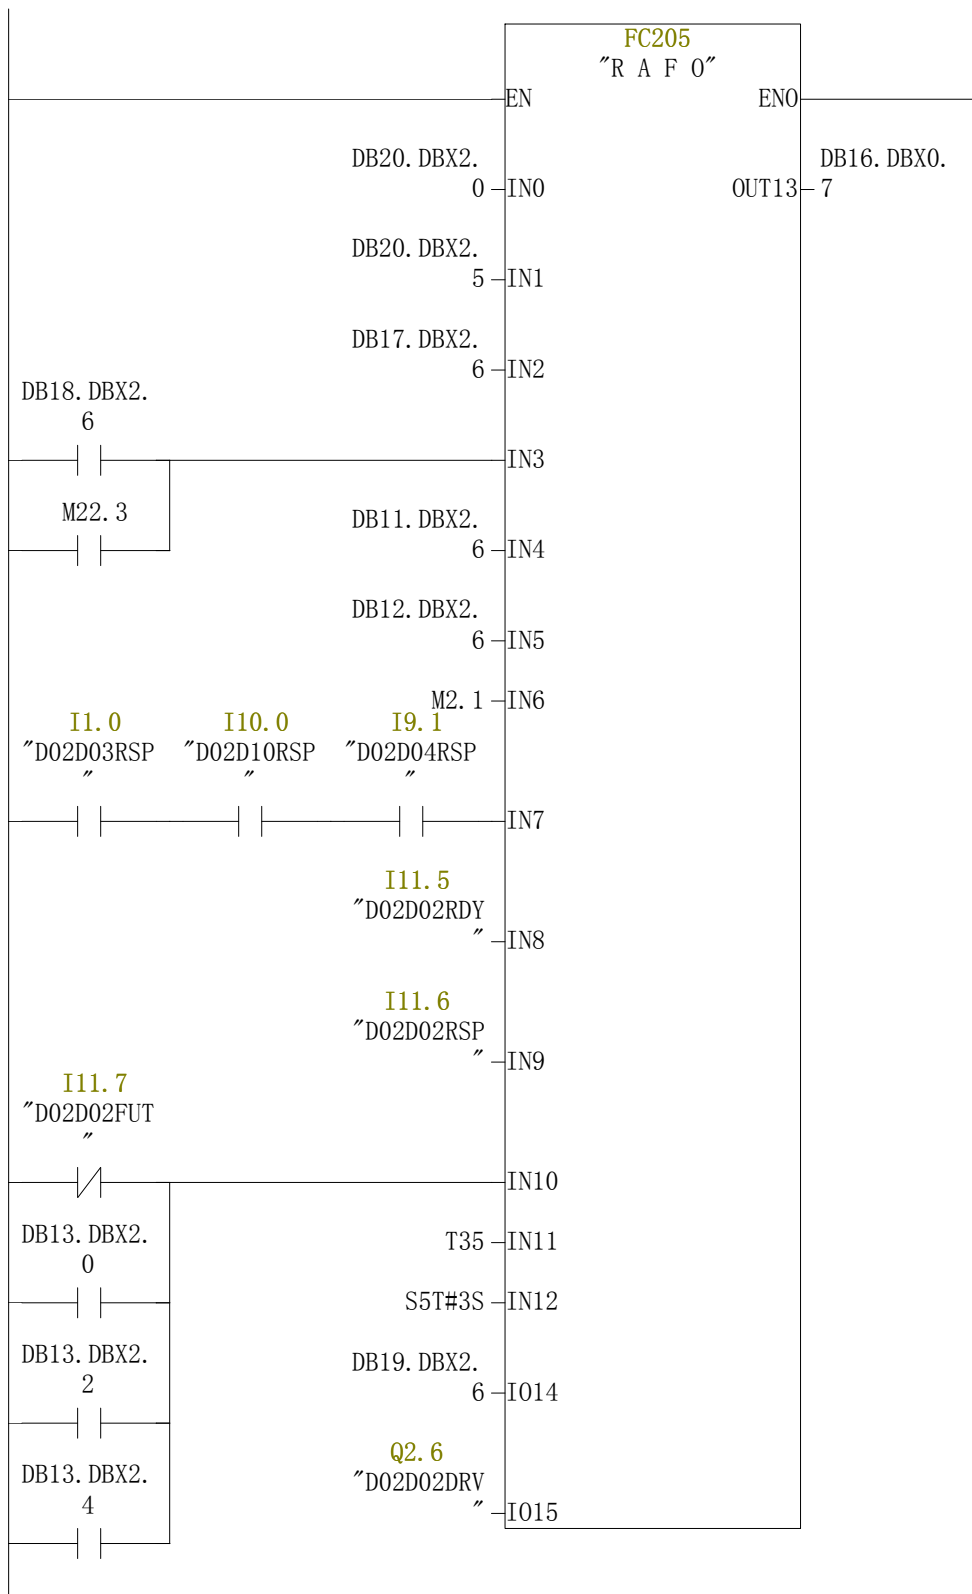 FC205
"R A F O"
EN
ENO
DB20.DBX2.
0
IN0
OUT13
DB16.DBX0.
7
DB20.DBX2.
5
IN1
DB17.DBX2.
6
IN2
DB18.DBX2.
6
IN3
M22.3
DB11.DBX2.
6
IN4
DB12.DBX2.
6
IN5
M2.1
IN6
I1.0
"D02D03RSP
"
I10.0
"D02D10RSP
"
I9.1
"D02D04RSP
"
IN7
I11.5
"D02D02RDY
"
IN8
I11.6
"D02D02RSP
"
IN9
I11.7
"D02D02FUT
"
IN10
DB13.DBX2.
0
T35
IN11
S5T#3S
IN12
DB13.DBX2.
2
DB19.DBX2.
6
IO14
DB13.DBX2.
4
Q2.6
"D02D02DRV
"
IO15